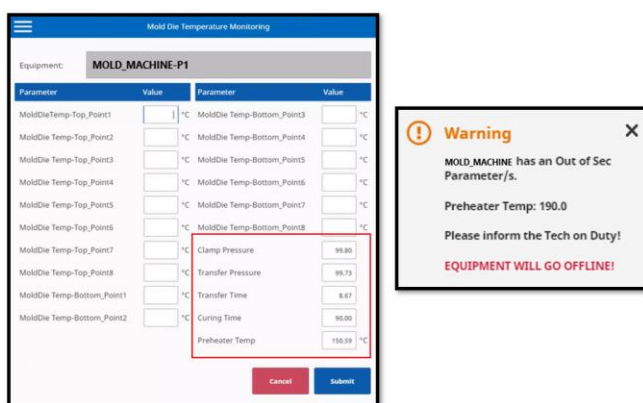 Mold Die Temperature Monitoring
Equipment: MOLD_MACHINE-P1
Parameter Value Parameter Value
MoldDieTemp-Top_Point1 °C MoldDie Temp-Bottom_Point3 °C
MoldDie Temp-Top_Point2 °C MoldDie Temp-Bottom_Point4 °C
MoldDie Temp-Top_Point3 °C MoldDie Temp-Bottom_Point5 °C
MoldDie Temp-Top_Point4 °C MoldDie Temp-Bottom_Point6 °C
MoldDie Temp-Top_Point5 °C MoldDie Temp-Bottom_Point7 °C
MoldDie Temp-Top_Point6 °C MoldDie Temp-Bottom_Point8 °C
MoldDie Temp-Top_Point7 °C Clamp Pressure 99.80
MoldDie Temp-Top_Point8 °C Transfer Pressure 99.73
MoldDie Temp-Bottom_Point1 °C Transfer Time 8.67
MoldDie Temp-Bottom_Point2 °C Curing Time 90.00
Preheater Temp 150.59 °C
Cancel Submit
Warning
MOLD_MACHINE has an Out of Sec
Parameter/s.
Preheater Temp: 190.0
Please inform the Tech on Duty!
EQUIPMENT WILL GO OFFLINE!